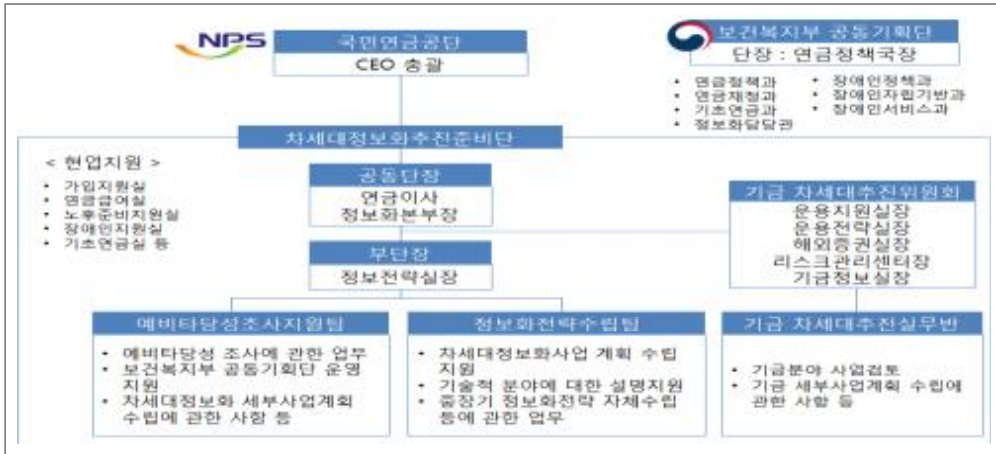 NPS
국민연금공단
CEO 총괄
보건복지부 공동기획단
단장 : 연금정책국장
• 연금정책과
• 연금재정과
• 기초연금과
• 정보화담당관
• 장애인정책과
• 장애인자립기반과
• 장애인서비스과
차세대정보화추진준비단
< 현업지원 >
• 가입지원실
• 연금급여실
• 노후준비지원실
• 장애인지원실
• 기초연금실 등
공동단장
연금이사
정보화본부장
부단장
정보전략실장
기금 차세대추진위원회
운용지원실장
운용전략실장
해외증권실장
리스크관리센터장
기금정보실장
예비타당성조사지원팀
• 예비타당성 조사에 관한 업무
• 보건복지부 공동기획단 운영
지원
• 차세대정보화 세부사업계획
수립에 관한 사항 등
정보화전략수립팀
• 차세대정보화사업 계획 수립
지원
• 기술적 분야에 대한 설명지원
• 중장기 정보화전략 자체수립
등에 관한 업무
기금 차세대추진실무반
• 기금분야 사업검토
• 기금 세부사업계획 수립에
관한 사항 등